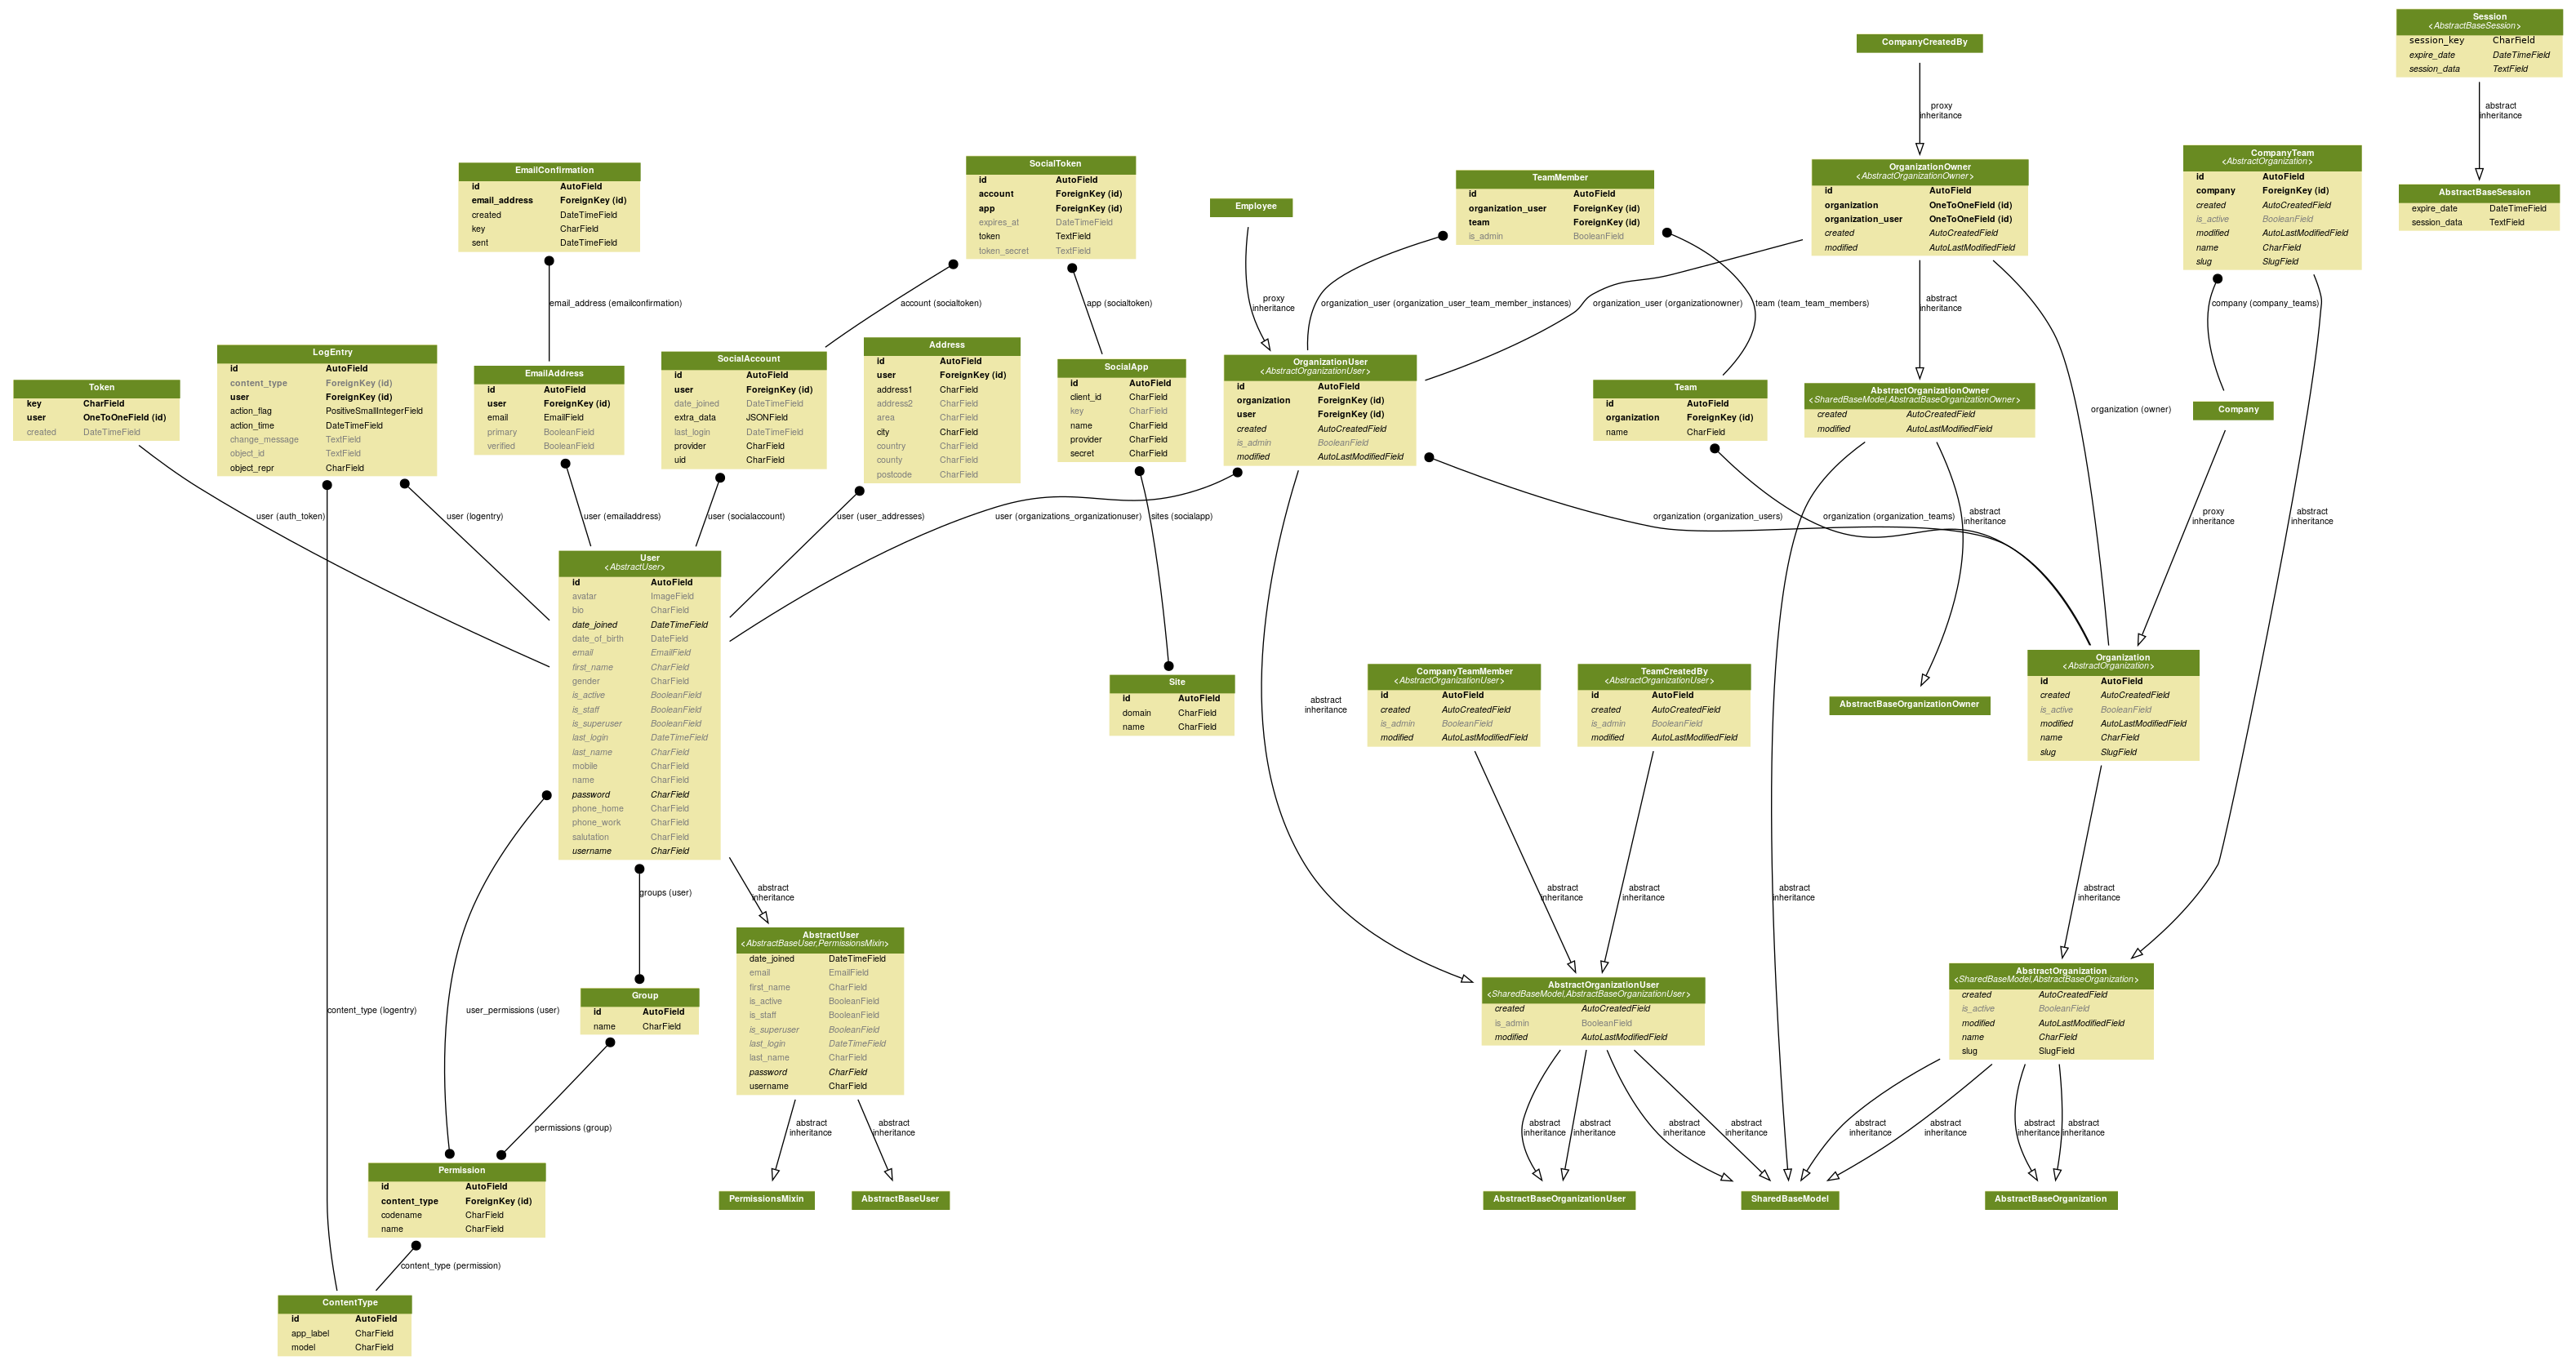 Session
<AbstractBaseSession>
session_key CharField
expire_date DateTimeField
session_data TextField
CompanyCreatedBy
proxy
inheritance
abstract
inheritance
EmailConfirmation
id AutoField
email_address ForeignKey (id)
created DateTimeField
key CharField
sent DateTimeField
SocialToken
id AutoField
account ForeignKey (id)
app ForeignKey (id)
expires_at DateTimeField
token TextField
token_secret TextField
Employee
TeamMember
id AutoField
organization_user ForeignKey (id)
team ForeignKey (id)
is_admin BooleanField
OrganizationOwner
<AbstractOrganizationOwner>
id AutoField
organization OneToOneField (id)
organization_user OneToOneField (id)
created AutoCreatedField
modified AutoLastModifiedField
CompanyTeam
<AbstractOrganization>
id AutoField
company ForeignKey (id)
created AutoCreatedField
is_active BooleanField
modified AutoLastModifiedField
name CharField
slug SlugField
AbstractBaseSession
expire_date DateTimeField
session_data TextField
email_address (emailconfirmation)
account (socialtoken)
app (socialtoken)
proxy
inheritance
organization_user (organization_user_team_member_instances)
organization_user (organizationowner)
team (team_team_members)
abstract
inheritance
company (company_teams)
Token
key CharField
user OneToOneField (id)
created DateTimeField
LogEntry
id AutoField
content_type ForeignKey (id)
user ForeignKey (id)
action_flag PositiveSmallIntegerField
action_time DateTimeField
change_message TextField
object_id TextField
object_repr CharField
EmailAddress
id AutoField
user ForeignKey (id)
email EmailField
primary BooleanField
verified BooleanField
SocialAccount
id AutoField
user ForeignKey (id)
date_joined DateTimeField
extra_data JSONField
last_login DateTimeField
provider CharField
uid CharField
Address
id AutoField
user ForeignKey (id)
address1 CharField
address2 CharField
area CharField
city CharField
country CharField
county CharField
postcode CharField
SocialApp
id AutoField
client_id CharField
key CharField
name CharField
provider CharField
secret CharField
OrganizationUser
<AbstractOrganizationUser>
id AutoField
organization ForeignKey (id)
user ForeignKey (id)
created AutoCreatedField
is_admin BooleanField
modified AutoLastModifiedField
Team
id AutoField
organization ForeignKey (id)
name CharField
AbstractOrganizationOwner
<SharedBaseModel,AbstractBaseOrganizationOwner>
created AutoCreatedField
modified AutoLastModifiedField
organization (owner)
Company
user (auth_token)
user (logentry)
user (emailaddress)
user (socialaccount)
user (user_addresses)
user (organizations_organizationuser)
sites (socialapp)
organization (organization_users)
organization (organization_teams)
abstract
inheritance
proxy
inheritance
abstract
inheritance
User
<AbstractUser>
id AutoField
avatar ImageField
bio CharField
date_joined DateTimeField
date_of_birth DateField
email EmailField
first_name CharField
gender CharField
is_active BooleanField
is_staff BooleanField
is_superuser BooleanField
last_login DateTimeField
last_name CharField
mobile CharField
name CharField
password CharField
phone_home CharField
phone_work CharField
salutation CharField
username CharField
Site
id AutoField
domain CharField
name CharField
abstract
inheritance
CompanyTeamMember
<AbstractOrganizationUser>
id AutoField
created AutoCreatedField
is_admin BooleanField
modified AutoLastModifiedField
TeamCreatedBy
<AbstractOrganizationUser>
id AutoField
created AutoCreatedField
is_admin BooleanField
modified AutoLastModifiedField
AbstractBaseOrganizationOwner
Organization
<AbstractOrganization>
id AutoField
created AutoCreatedField
is_active BooleanField
modified AutoLastModifiedField
name CharField
slug SlugField
groups (user)
abstract
inheritance
abstract
inheritance
abstract
inheritance
abstract
inheritance
abstract
inheritance
content_type (logentry)
user_permissions (user)
Group
id AutoField
name CharField
AbstractUser
<AbstractBaseUser,PermissionsMixin>
date_joined DateTimeField
email EmailField
first_name CharField
is_active BooleanField
is_staff BooleanField
is_superuser BooleanField
last_login DateTimeField
last_name CharField
password CharField
username CharField
AbstractOrganizationUser
<SharedBaseModel,AbstractBaseOrganizationUser>
created AutoCreatedField
is_admin BooleanField
modified AutoLastModifiedField
AbstractOrganization
<SharedBaseModel,AbstractBaseOrganization>
created AutoCreatedField
is_active BooleanField
modified AutoLastModifiedField
name CharField
slug SlugField
permissions (group)
abstract
inheritance
abstract
inheritance
abstract
inheritance
abstract
inheritance
abstract
inheritance
abstract
inheritance
abstract
inheritance
abstract
inheritance
abstract
inheritance
abstract
inheritance
Permission
id AutoField
content_type ForeignKey (id)
codename CharField
name CharField
PermissionsMixin
AbstractBaseUser
AbstractBaseOrganizationUser
SharedBaseModel
AbstractBaseOrganization
content_type (permission)
ContentType
id AutoField
app_label CharField
model CharField